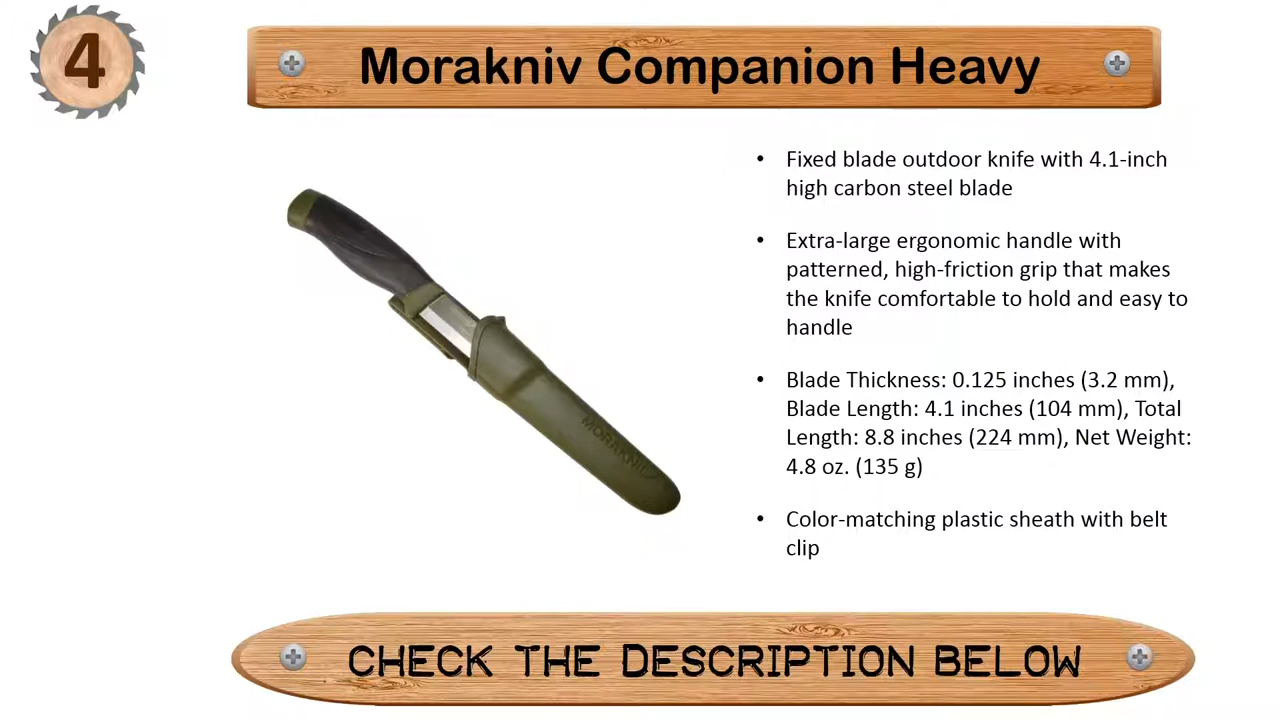 4
Morakniv Companion Heavy
• Fixed blade outdoor knife with 4.1-inch
high carbon steel blade
• Extra-large ergonomic handle with
patterned, high-friction grip that makes
the knife comfortable to hold and easy to
handle
• Blade Thickness: 0.125 inches (3.2 mm),
Blade Length: 4.1 inches (104 mm), Total
Length: 8.8 inches (224 mm), Net Weight:
4.8 oz. (135 g)
• Color-matching plastic sheath with belt
clip
MORAKNIV
CHECK THE DESCRIPTION BELOW